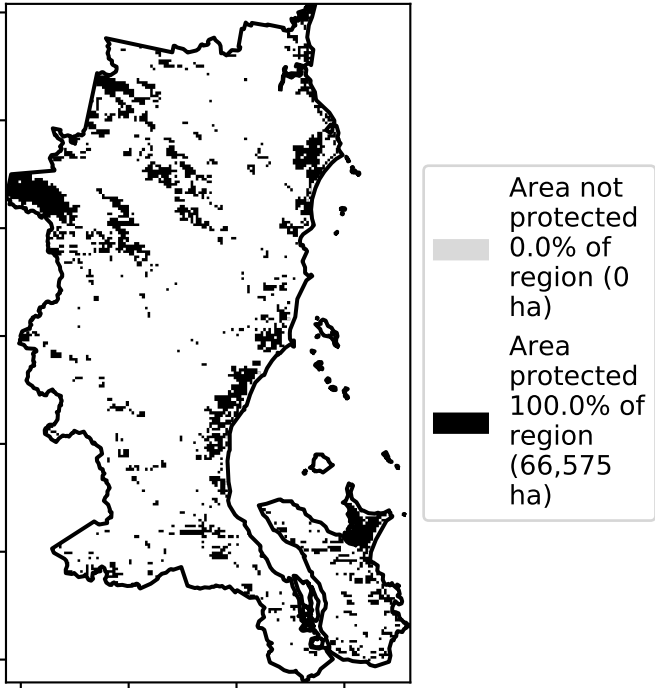 Area not
protected
0.0% of
region (0
ha)
Area
protected
100.0% of
region
(66,575
ha)